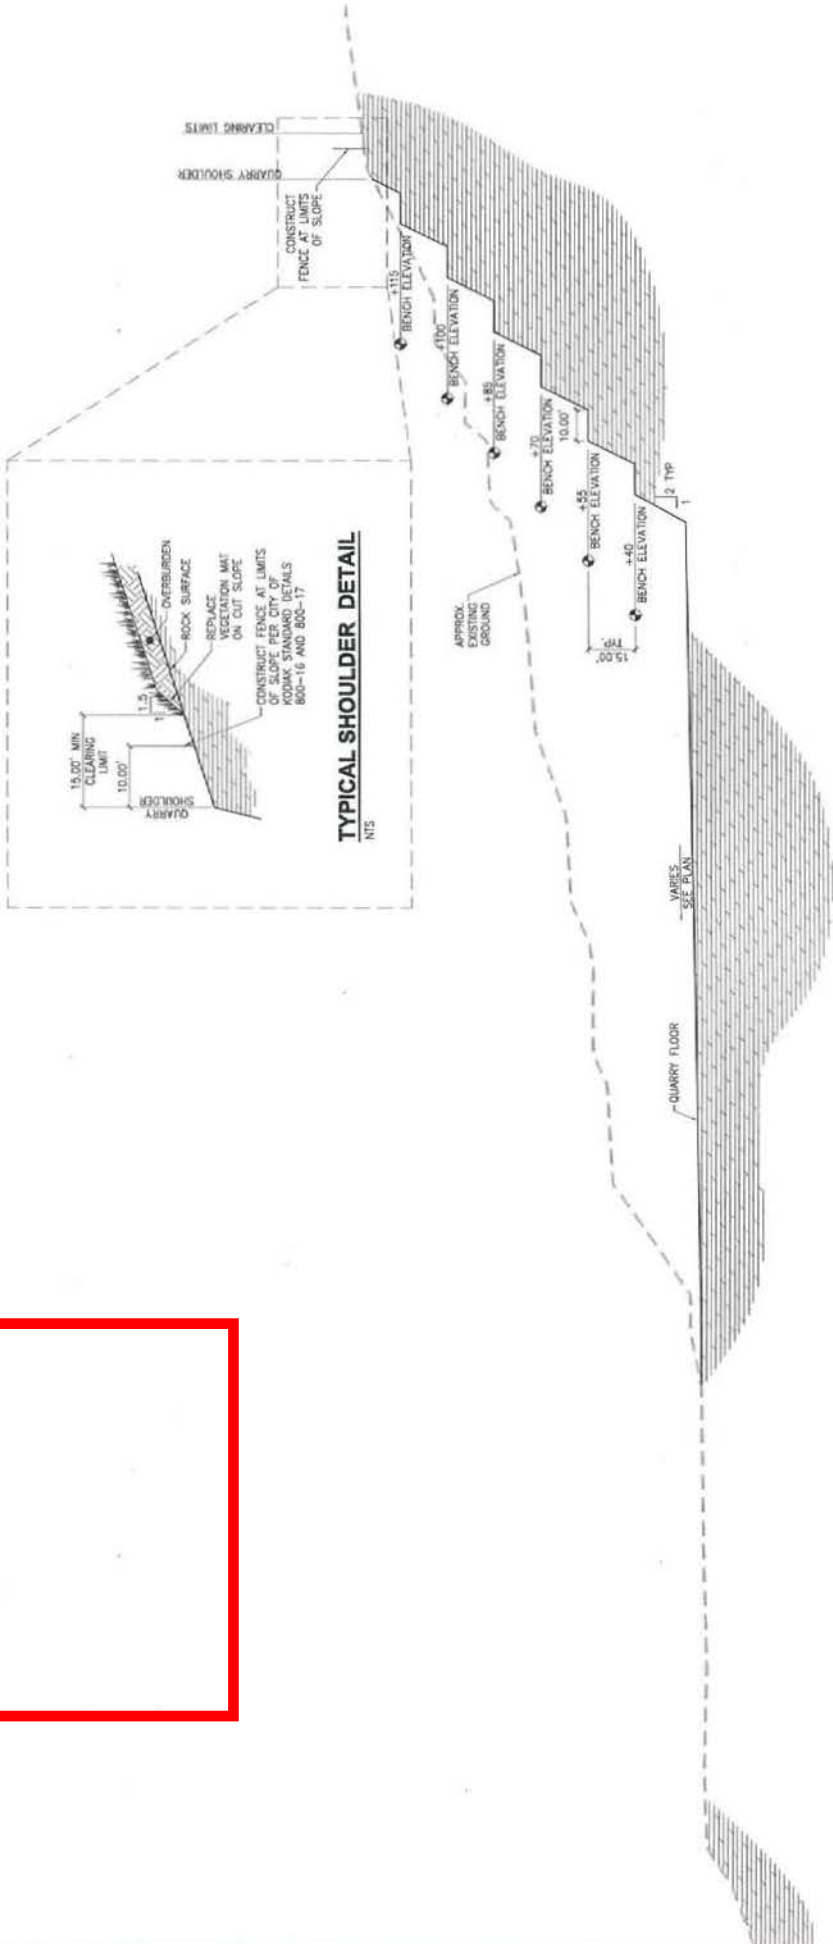 CLEARING LIMITS
QUARRY SHOULDER
CONSTRUCT
FENCE AT LIMITS
OF SLOPE
+115
BENCH ELEVATION
+100
BENCH ELEVATION
+85
BENCH ELEVATION
+70
BENCH ELEVATION
10.00'
+55
BENCH ELEVATION
+40
BENCH ELEVATION
15.00'
TYP.
2 TYP
1
APPROX.
EXISTING
GROUND
VARIES
SEE PLAN
QUARRY FLOOR
15.00' MIN
CLEARING
LIMIT
10.00'
QUARRY
SHOULDER
1.5
1
OVERBURDEN
ROCK SURFACE
REPLACE
VEGETATION MAT
ON CUT SLOPE
CONSTRUCT FENCE AT LIMITS
OF SLOPE PER CITY OF
KODIAK STANDARD DETAILS
800-16 AND 800-17
TYPICAL SHOULDER DETAIL
NTS